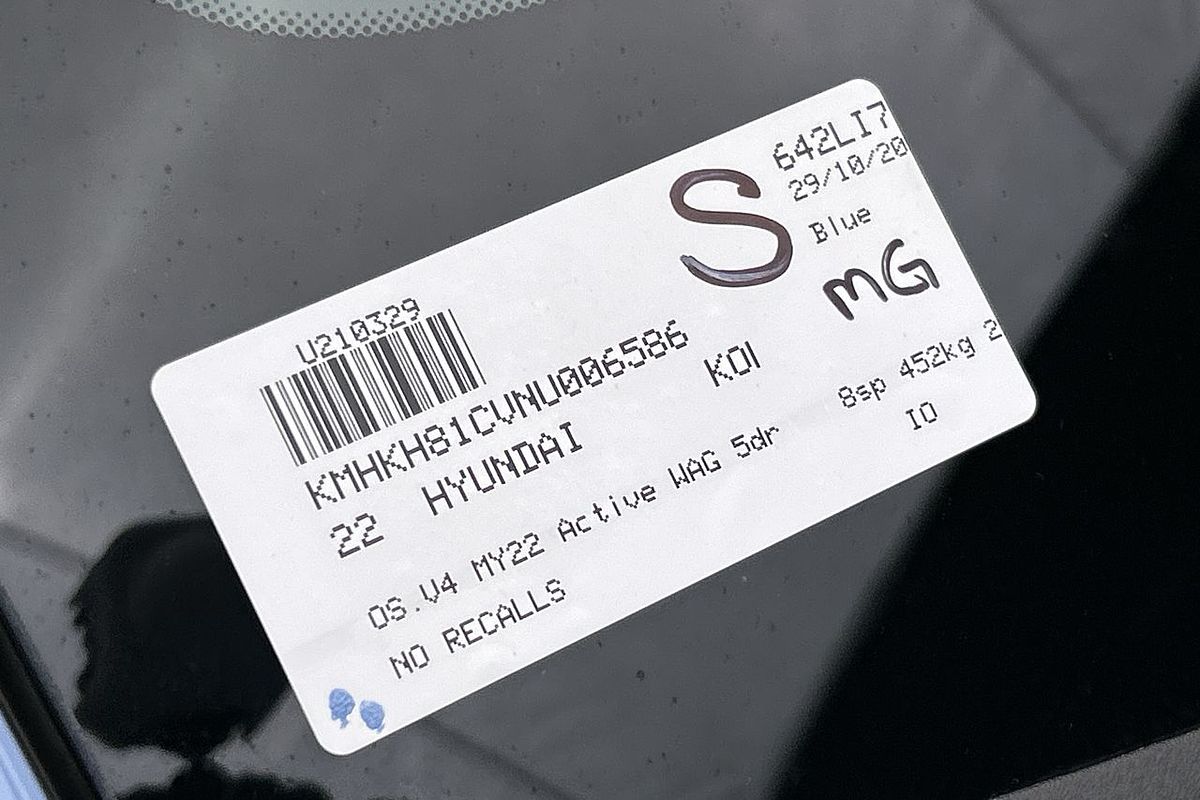 642LI7
29/10/20
S
Blue
MG
U210329
KMHKH81CVNU006586
KOI
22 HYUNDAI
8sp 452kg 2
OS.V4 MY22 Active WAG 5dr
IO
NO RECALLS